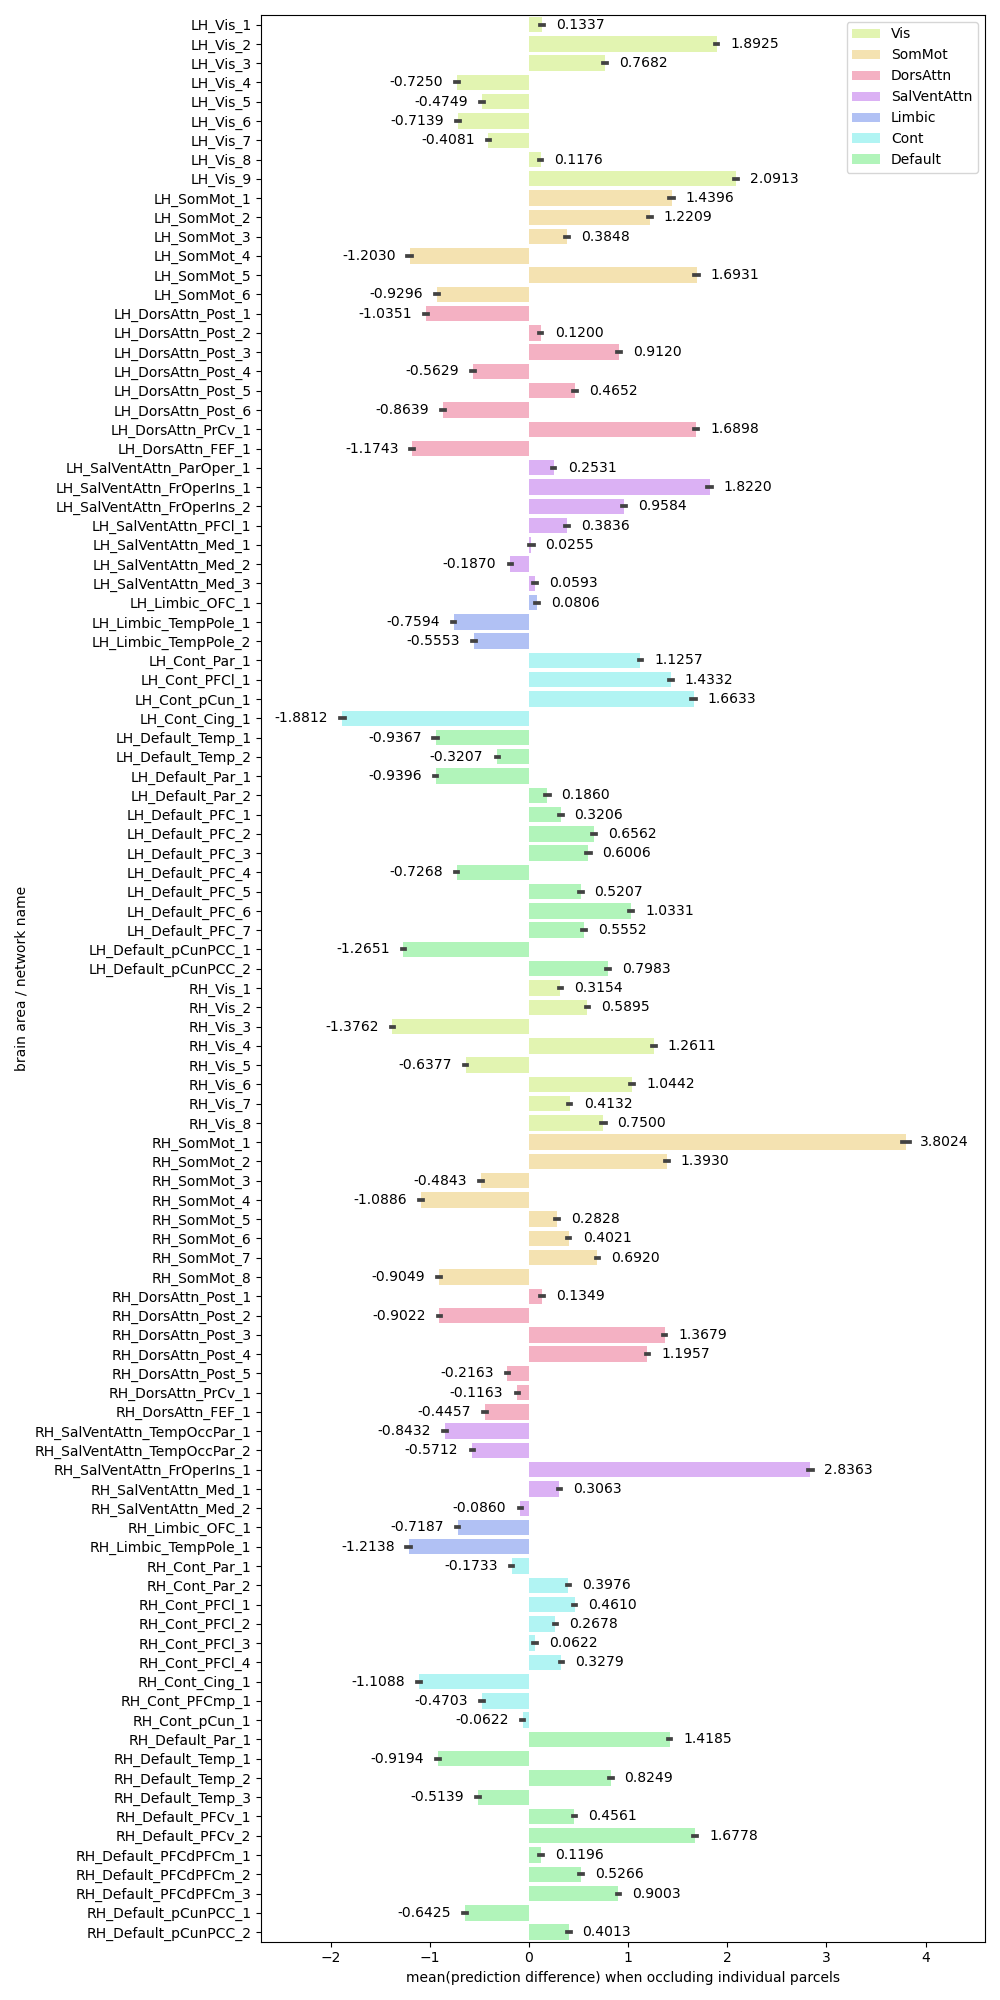 LH_Vis_1 0.1337
LH_Vis_2 1.8925
LH_Vis_3 0.7682
LH_Vis_4 -0.7250
LH_Vis_5 -0.4749
LH_Vis_6 -0.7139
LH_Vis_7 -0.4081
LH_Vis_8 0.1176
LH_Vis_9 2.0913
LH_SomMot_1 1.4396
LH_SomMot_2 1.2209
LH_SomMot_3 0.3848
LH_SomMot_4 -1.2030
LH_SomMot_5 1.6931
LH_SomMot_6 -0.9296
LH_DorsAttn_Post_1 -1.0351
LH_DorsAttn_Post_2 0.1200
LH_DorsAttn_Post_3 0.9120
LH_DorsAttn_Post_4 -0.5629
LH_DorsAttn_Post_5 0.4652
LH_DorsAttn_Post_6 -0.8639
LH_DorsAttn_PrCv_1 1.6898
LH_DorsAttn_FEF_1 -1.1743
LH_SalVentAttn_ParOper_1 0.2531
LH_SalVentAttn_FrOperIns_1 1.8220
LH_SalVentAttn_FrOperIns_2 0.9584
LH_SalVentAttn_PFCl_1 0.3836
LH_SalVentAttn_Med_1 0.0255
LH_SalVentAttn_Med_2 -0.1870
LH_SalVentAttn_Med_3 0.0593
LH_Limbic_OFC_1 0.0806
LH_Limbic_TempPole_1 -0.7594
LH_Limbic_TempPole_2 -0.5553
LH_Cont_Par_1 1.1257
LH_Cont_PFCl_1 1.4332
LH_Cont_pCun_1 1.6633
LH_Cont_Cing_1 -1.8812
LH_Default_Temp_1 -0.9367
LH_Default_Temp_2 -0.3207
LH_Default_Par_1 -0.9396
LH_Default_Par_2 0.1860
LH_Default_PFC_1 0.3206
LH_Default_PFC_2 0.6562
LH_Default_PFC_3 0.6006
LH_Default_PFC_4 -0.7268
LH_Default_PFC_5 0.5207
LH_Default_PFC_6 1.0331
LH_Default_PFC_7 0.5552
LH_Default_pCunPCC_1 -1.2651
LH_Default_pCunPCC_2 0.7983
RH_Vis_1 0.3154
RH_Vis_2 0.5895
RH_Vis_3 -1.3762
RH_Vis_4 1.2611
RH_Vis_5 -0.6377
RH_Vis_6 1.0442
RH_Vis_7 0.4132
RH_Vis_8 0.7500
RH_SomMot_1 3.8024
RH_SomMot_2 1.3930
RH_SomMot_3 -0.4843
RH_SomMot_4 -1.0886
RH_SomMot_5 0.2828
RH_SomMot_6 0.4021
RH_SomMot_7 0.6920
RH_SomMot_8 -0.9049
RH_DorsAttn_Post_1 0.1349
RH_DorsAttn_Post_2 -0.9022
RH_DorsAttn_Post_3 1.3679
RH_DorsAttn_Post_4 1.1957
RH_DorsAttn_Post_5 -0.2163
RH_DorsAttn_PrCv_1 -0.1163
RH_DorsAttn_FEF_1 -0.4457
RH_SalVentAttn_TempOccPar_1 -0.8432
RH_SalVentAttn_TempOccPar_2 -0.5712
RH_SalVentAttn_FrOperIns_1 2.8363
RH_SalVentAttn_Med_1 0.3063
RH_SalVentAttn_Med_2 -0.0860
RH_Limbic_OFC_1 -0.7187
RH_Limbic_TempPole_1 -1.2138
RH_Cont_Par_1 -0.1733
RH_Cont_Par_2 0.3976
RH_Cont_PFCl_1 0.4610
RH_Cont_PFCl_2 0.2678
RH_Cont_PFCl_3 0.0622
RH_Cont_PFCl_4 0.3279
RH_Cont_Cing_1 -1.1088
RH_Cont_PFCmp_1 -0.4703
RH_Cont_pCun_1 -0.0622
RH_Default_Par_1 1.4185
RH_Default_Temp_1 -0.9194
RH_Default_Temp_2 0.8249
RH_Default_Temp_3 -0.5139
RH_Default_PFCv_1 0.4561
RH_Default_PFCv_2 1.6778
RH_Default_PFCdPFCm_1 0.1196
RH_Default_PFCdPFCm_2 0.5266
RH_Default_PFCdPFCm_3 0.9003
RH_Default_pCunPCC_1 -0.6425
RH_Default_pCunPCC_2 0.4013
−2 −1 0 1 2 3 4
mean(prediction difference) when occluding individual parcels
brain area / network name
Vis
SomMot
DorsAttn
SalVentAttn
Limbic
Cont
Default